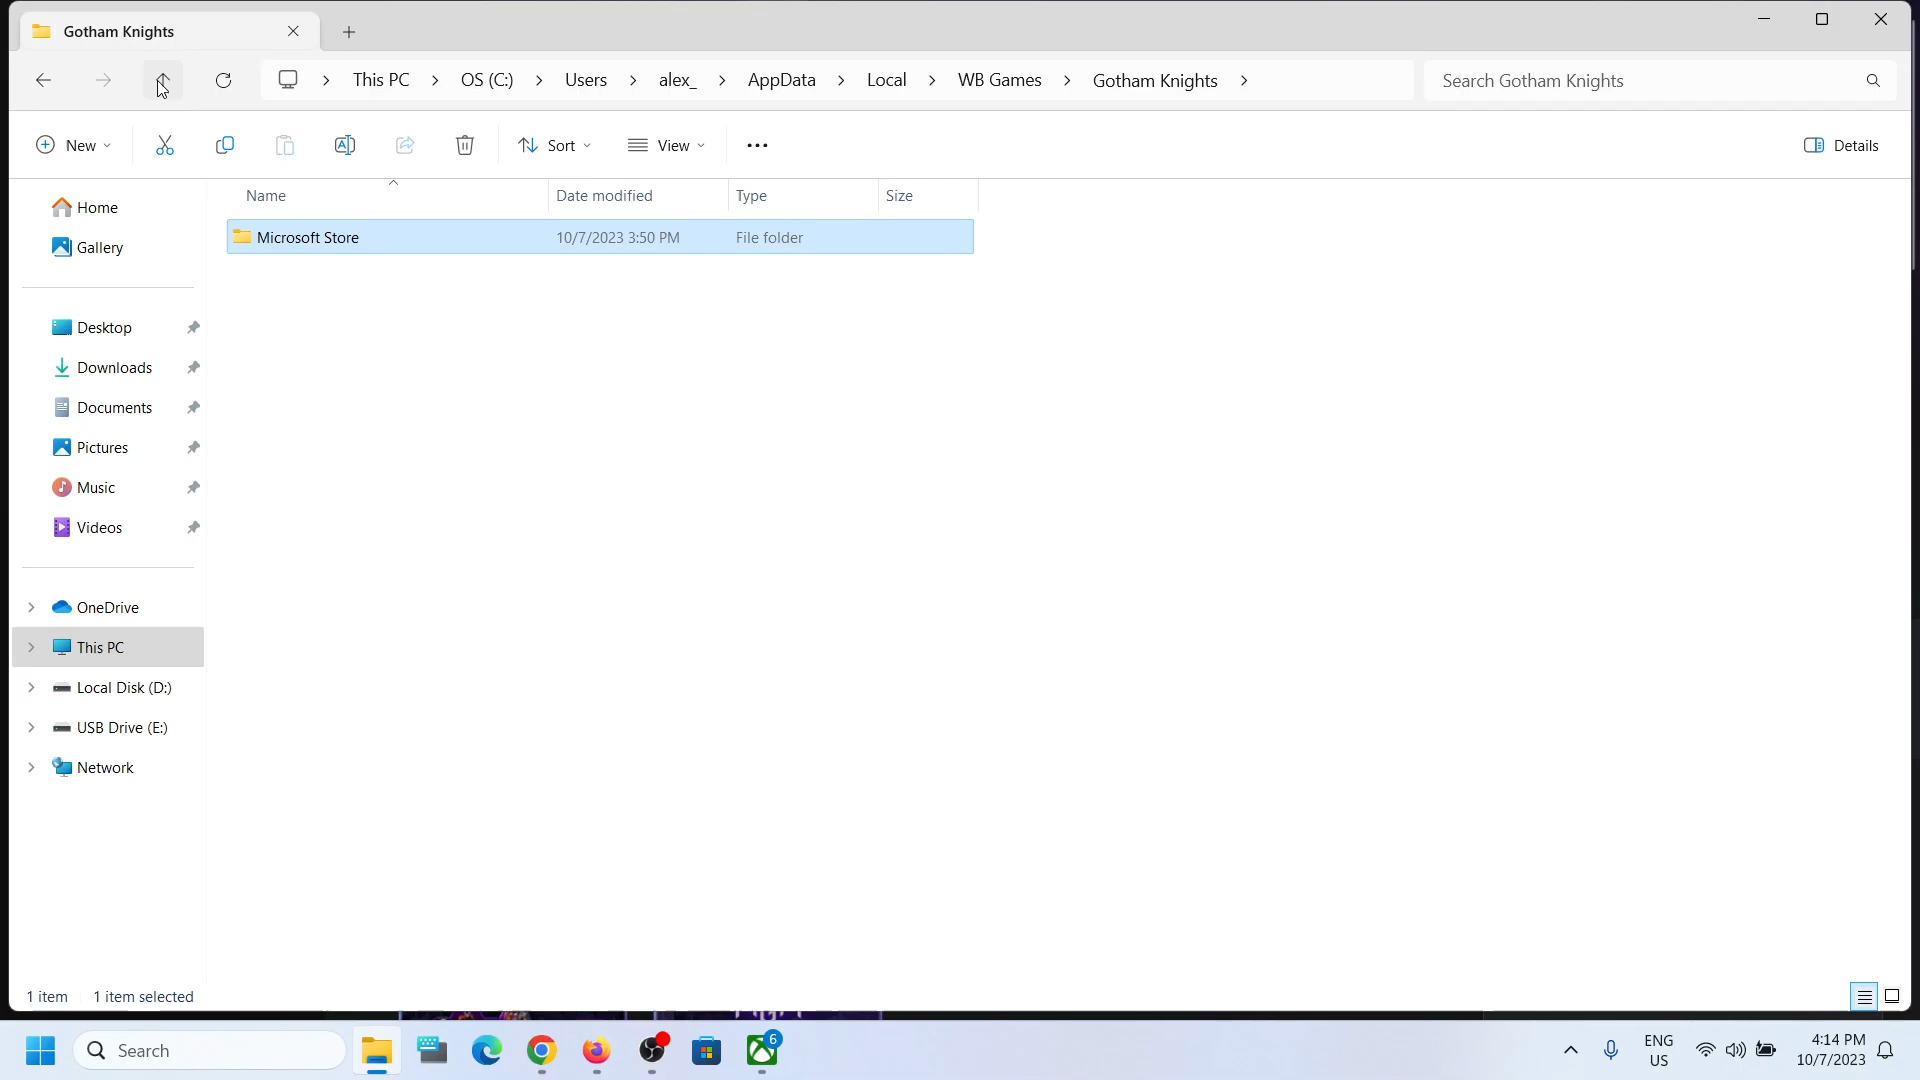 Gotham Knights
This PC > OS (C:) > Users > alex_ > AppData > Local > WB Games > Gotham Knights >
Search Gotham Knights
New
Sort
View
Details
Name Date modified Type Size
Microsoft Store 10/7/2023 3:50 PM File folder
Home
Gallery
Desktop
Downloads
Documents
Pictures
Music
Videos
OneDrive
This PC
Local Disk (D:)
USB Drive (E:)
Network
1 item 1 item selected
Search
6
ENG
US
4:14 PM
10/7/2023